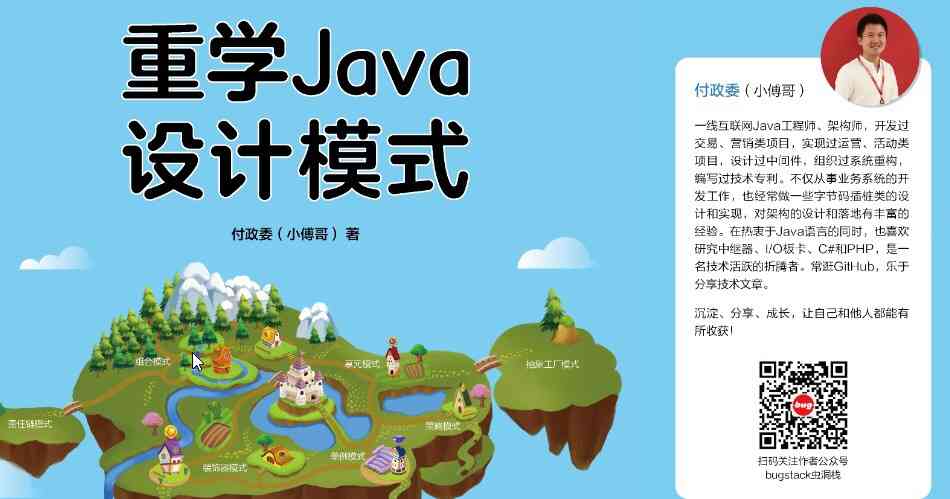 重学Java
设计模式
付政委（小傅哥）著
组合模式
享元模式
抽象工厂模式
责任链模式
策略模式
单例模式
装饰器模式
付政委（小傅哥）
一线互联网Java工程师、架构师，开发过
交易、营销类项目，实现过运营、活动类
项目，设计过中间件，组织过系统重构，
编写过技术专利。不仅从事业务系统的开
发工作，也经常做一些字节码插桩类的设
计和实现，对架构的设计和落地有丰富的
经验。在热衷于Java语言的同时，也喜欢
研究中继器、I/O板卡、C#和PHP，是一
名技术活跃的折腾者。常逛GitHub，乐于
分享技术文章。
沉淀、分享、成长，让自己和他人都能有
所收获！
bug
扫码关注作者公众号
bugstack虫洞栈